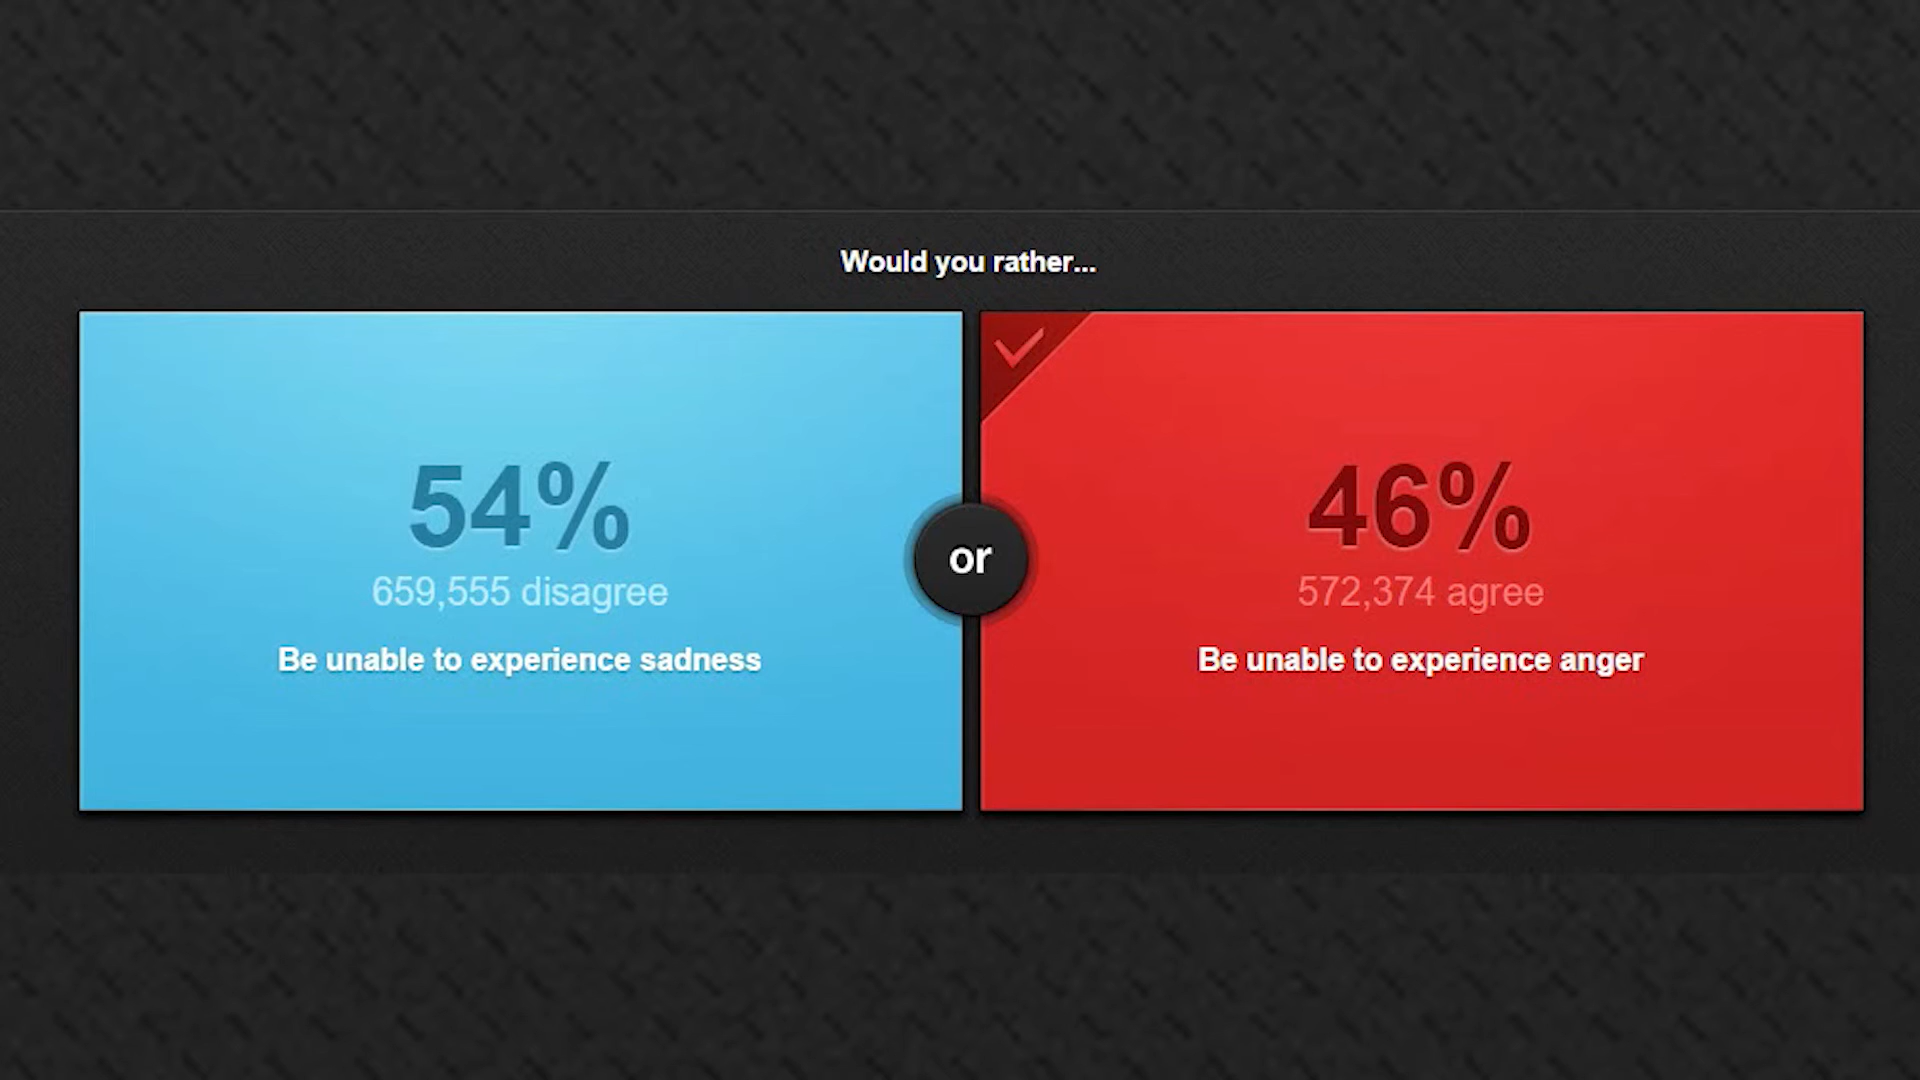 Would you rather...
54%
659,555 disagree
Be unable to experience sadness
or
46%
572,374 agree
Be unable to experience anger